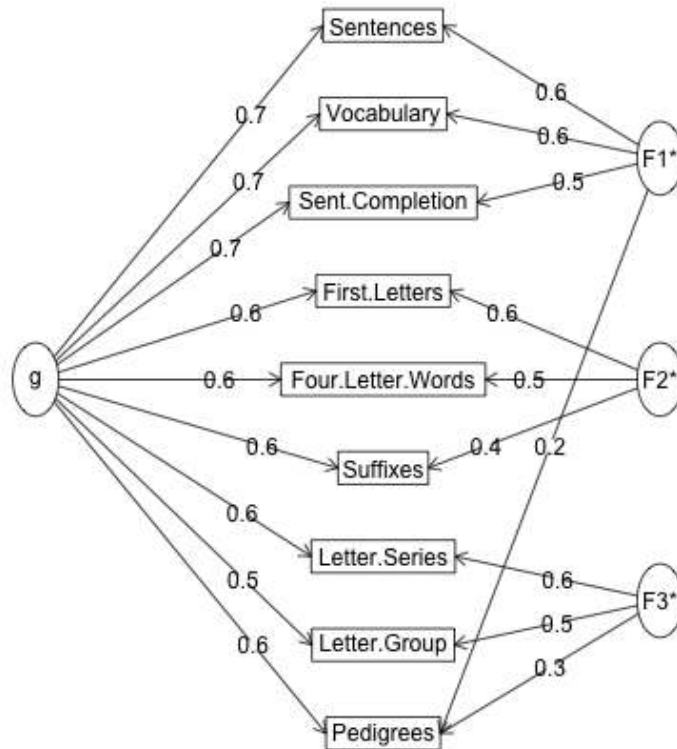 Sentences
0.7
0.6
Vocabulary
0.7
0.6
F1*
Sent.Completion
0.7
0.5
First.Letters
0.6
0.6
g
0.6
Four.Letter.Words
0.5
F2*
0.6
Suffixes
0.4
0.2
0.6
Letter.Series
0.6
F3*
0.5
Letter.Group
0.5
0.6
Pedigrees
0.3